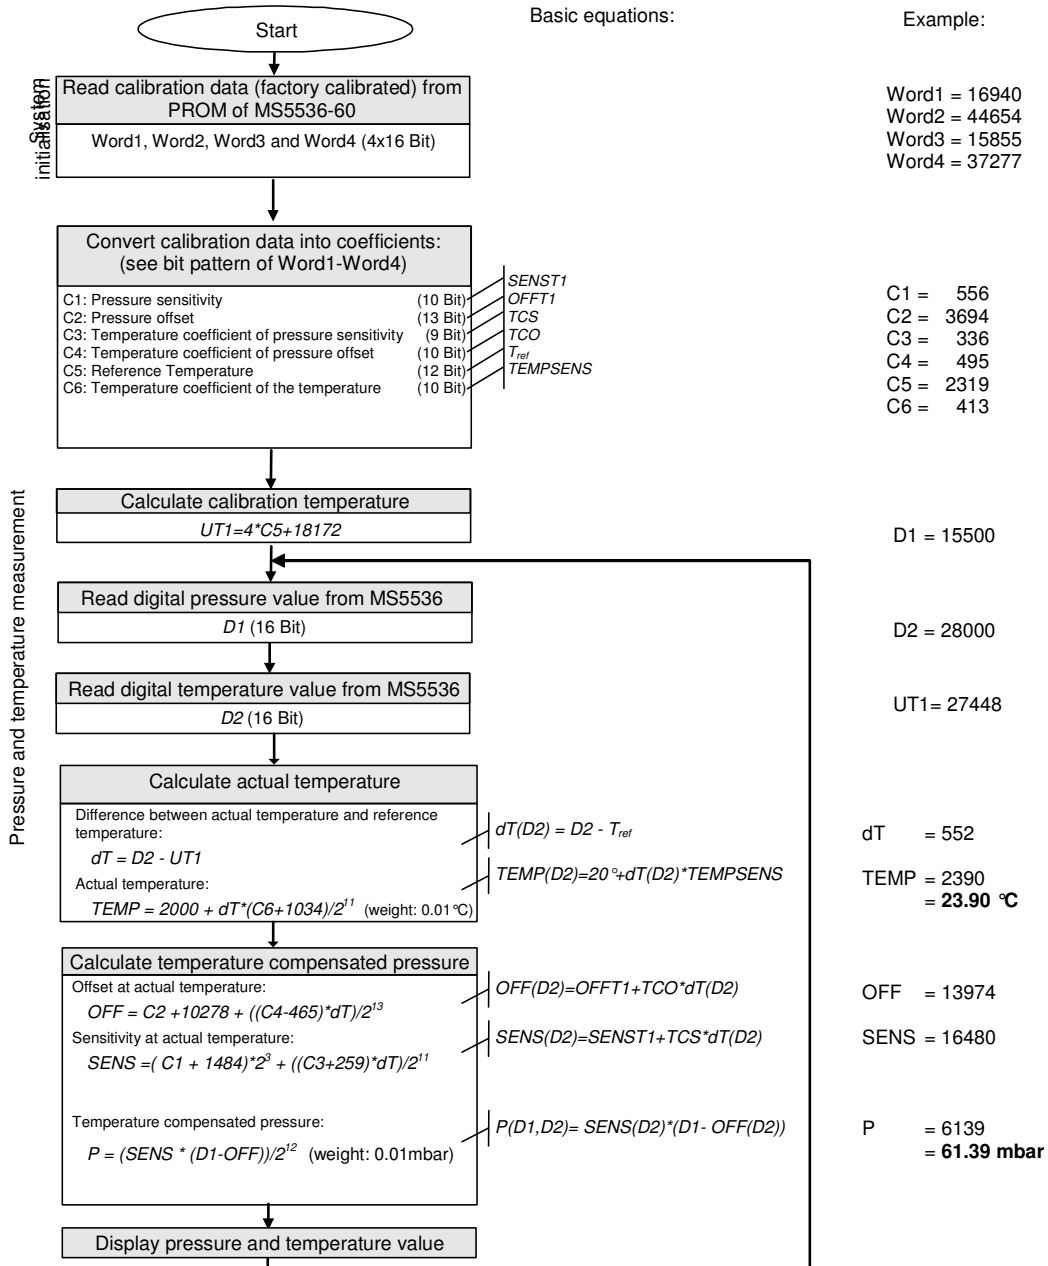 Basic equations:
Example:
Start
System
initialisation
Read calibration data (factory calibrated) from
PROM of MS5536-60
Word1, Word2, Word3 and Word4 (4x16 Bit)
Word1 = 16940
Word2 = 44654
Word3 = 15855
Word4 = 37277
Convert calibration data into coefficients:
(see bit pattern of Word1-Word4)
C1: Pressure sensitivity (10 Bit) SENST1
C2: Pressure offset (13 Bit) OFFT1
C3: Temperature coefficient of pressure sensitivity (9 Bit) TCS
C4: Temperature coefficient of pressure offset (10 Bit) TCO
C5: Reference Temperature (12 Bit) Tref
C6: Temperature coefficient of the temperature (10 Bit) TEMPSENS
C1 = 556
C2 = 3694
C3 = 336
C4 = 495
C5 = 2319
C6 = 413
Pressure and temperature measurement
Calculate calibration temperature
UT1=4*C5+18172
D1 = 15500
Read digital pressure value from MS5536
D1 (16 Bit)
D2 = 28000
Read digital temperature value from MS5536
D2 (16 Bit)
UT1= 27448
Calculate actual temperature
Difference between actual temperature and reference
temperature:
dT = D2 - UT1
dT(D2) = D2 - Tref
dT = 552
Actual temperature:
TEMP = 2000 + dT*(C6+1034)/2¹¹ (weight: 0.01°C)
TEMP(D2)=20°+dT(D2)*TEMPSENS
TEMP = 2390
= 23.90 °C
Calculate temperature compensated pressure
Offset at actual temperature:
OFF = C2 +10278 + ((C4-465)*dT)/2¹³
OFF(D2)=OFFT1+TCO*dT(D2)
OFF = 13974
Sensitivity at actual temperature:
SENS =( C1 + 1484)*2³ + ((C3+259)*dT)/2¹¹
SENS(D2)=SENST1+TCS*dT(D2)
SENS = 16480
Temperature compensated pressure:
P = (SENS * (D1-OFF))/2¹² (weight: 0.01mbar)
P(D1,D2)= SENS(D2)*(D1- OFF(D2))
P = 6139
= 61.39 mbar
Display pressure and temperature value